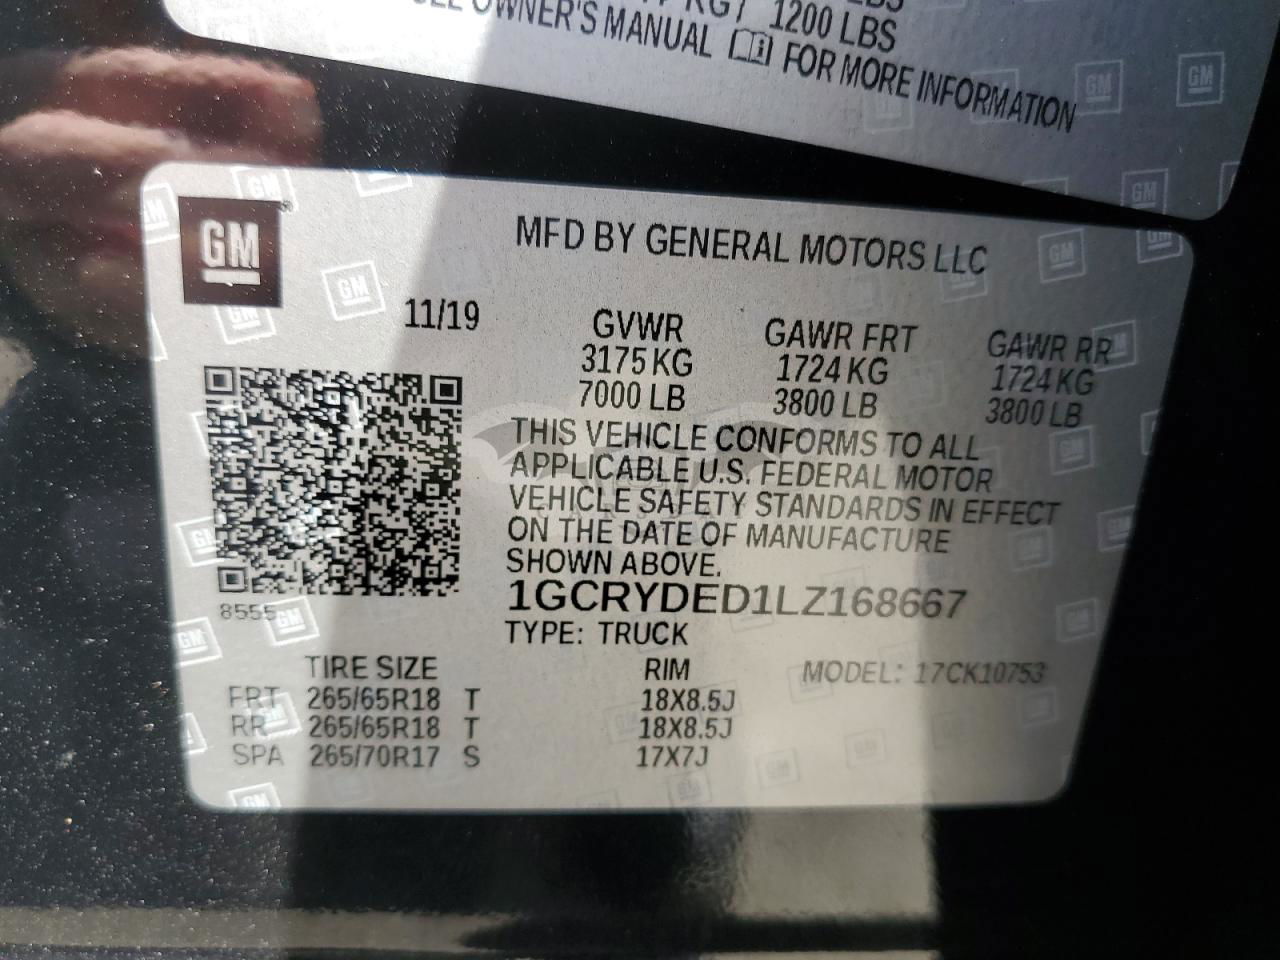 1200 LBS
OWNER'S MANUAL FOR MORE INFORMATION
GM
MFD BY GENERAL MOTORS LLC
11/19
GVWR GAWR FRT GAWR RR
3175 KG 1724 KG 1724 KG
7000 LB 3800 LB 3800 LB
THIS VEHICLE CONFORMS TO ALL
APPLICABLE U.S. FEDERAL MOTOR
VEHICLE SAFETY STANDARDS IN EFFECT
ON THE DATE OF MANUFACTURE
SHOWN ABOVE.
1GCRYDED1LZ168667
8555
TYPE: TRUCK
TIRE SIZE RIM MODEL: 17CK10753
FRT 265/65R18 T 18X8.5J
RR 265/65R18 T 18X8.5J
SPA 265/70R17 S 17X7J